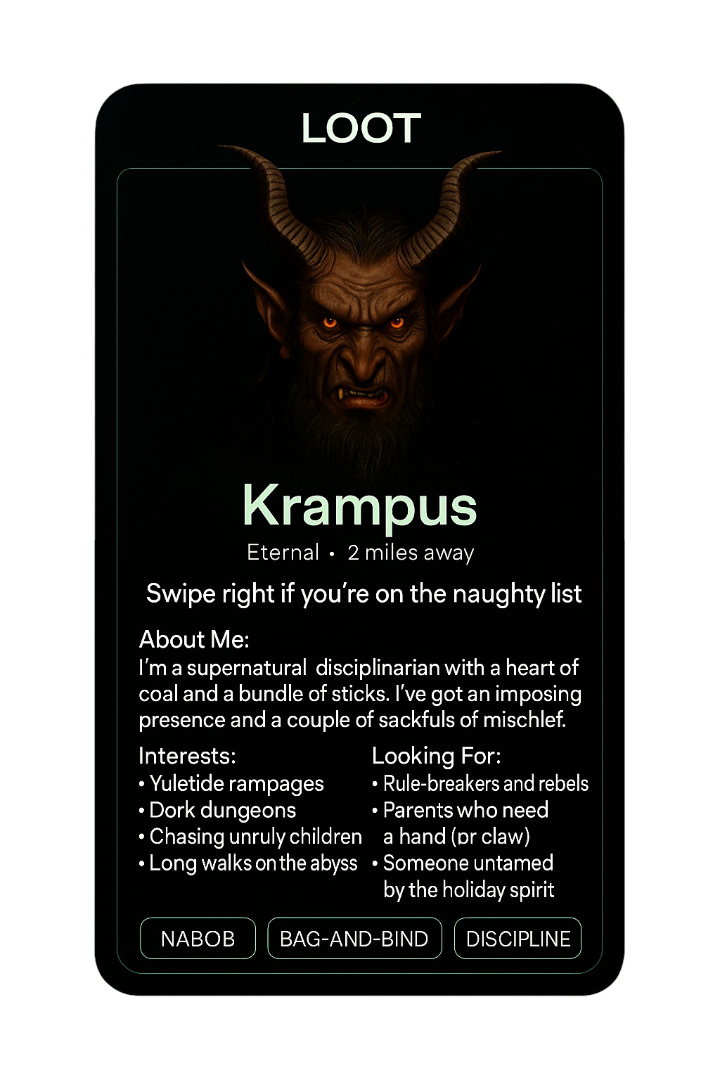 LOOT
Krampus
Eternal • 2 miles away
Swipe right if you're on the naughty list
About Me:
I'm a supernatural disciplinarian with a heart of
coal and a bundle of sticks. I've got an imposing
presence and a couple of sackfuls of mischlef.
Interests:
• Yuletide rampages
• Dork dungeons
• Chasing unruly children
• Long walks on the abyss
Looking For:
• Rule-breakers and rebels
• Parents who need
a hand (pr claw)
• Someone untamed
by the holiday spirit
NABOB
BAG-AND-BIND
DISCIPLINE